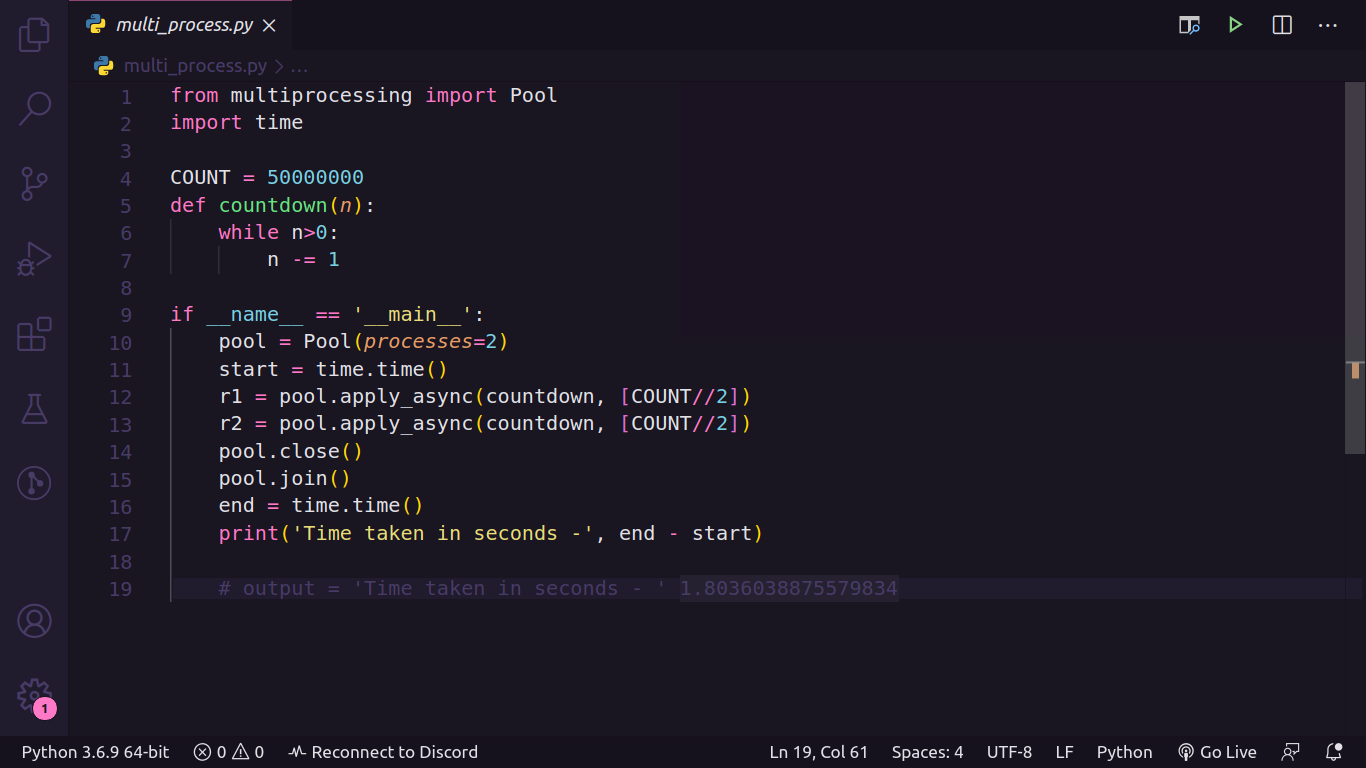 multi_process.py
multi_process.py > ...
1 from multiprocessing import Pool
2 import time
3
4 COUNT = 50000000
5 def countdown(n):
6     while n>0:
7         n -= 1
8
9 if __name__ == '__main__':
10     pool = Pool(processes=2)
11     start = time.time()
12     r1 = pool.apply_async(countdown, [COUNT//2])
13     r2 = pool.apply_async(countdown, [COUNT//2])
14     pool.close()
15     pool.join()
16     end = time.time()
17     print('Time taken in seconds -', end - start)
18
19     # output = 'Time taken in seconds - ' 1.8036038875579834
1
Python 3.6.9 64-bit 0 0 Reconnect to Discord Ln 19, Col 61 Spaces: 4 UTF-8 LF Python Go Live